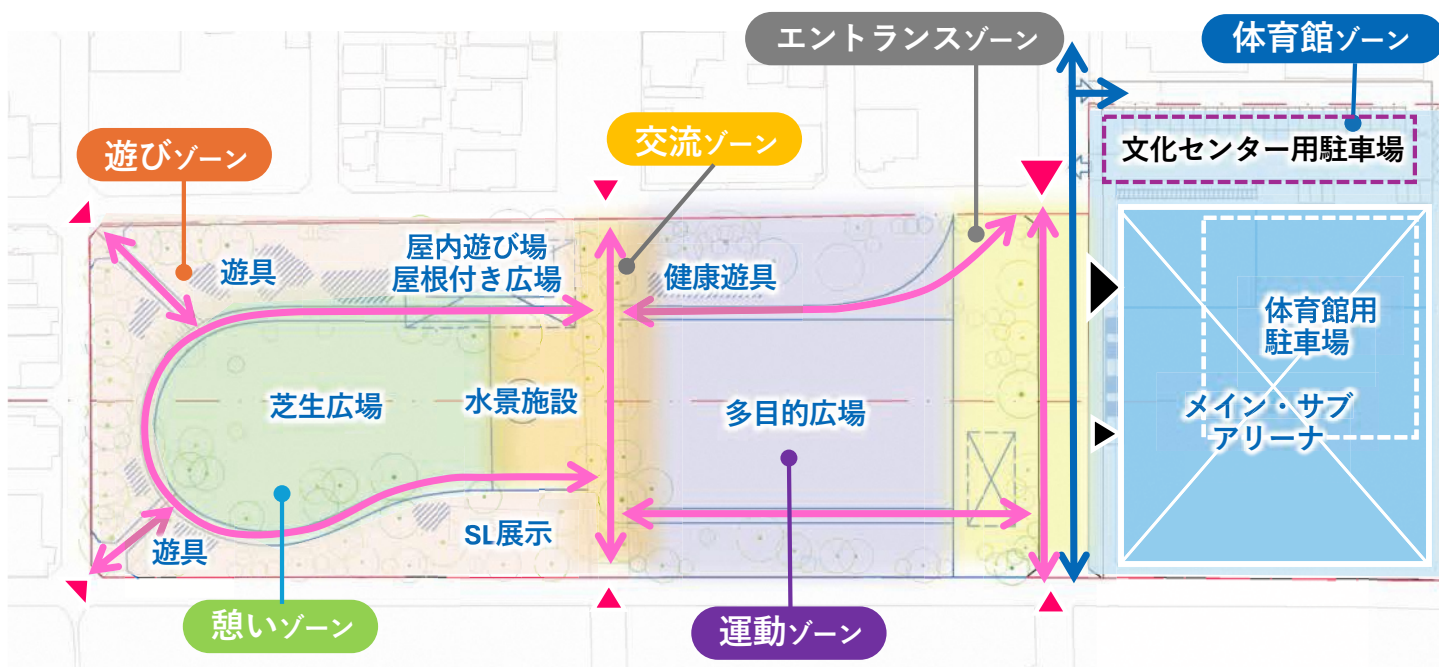 エントランスゾーン
体育館ゾーン
遊びゾーン
交流ゾーン
文化センター用駐車場
遊具
屋内遊び場
屋根付き広場
健康遊具
体育館用
駐車場
芝生広場
水景施設
多目的広場
メイン・サブ
アリーナ
遊具
SL展示
憩いゾーン
運動ゾーン